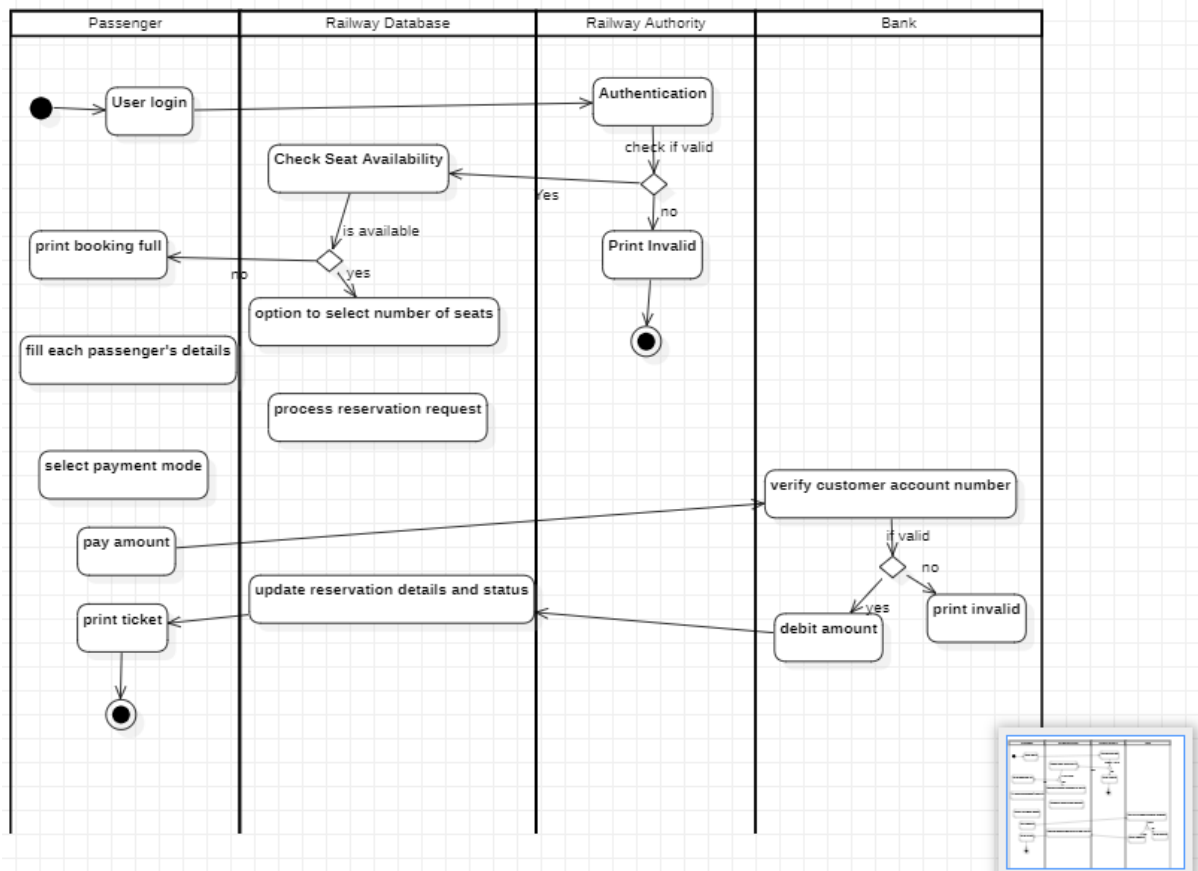 Passenger
Railway Database
Railway Authority
Bank
User login
Authentication
check if valid
Check Seat Availability
Yes
no
is available
print booking full
no
yes
Print Invalid
option to select number of seats
fill each passenger's details
process reservation request
select payment mode
verify customer account number
pay amount
if valid
no
yes
update reservation details and status
print ticket
debit amount
print invalid